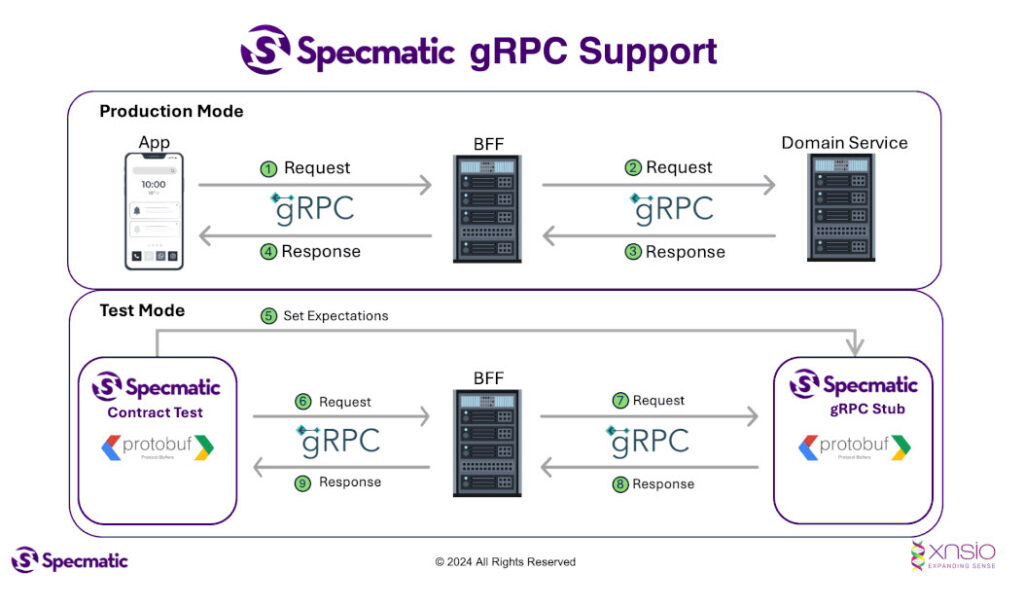 Specmatic gRPC Support
Production Mode
App
BFF
Domain Service
1 Request
2 Request
10:00
gRPC
gRPC
4 Response
3 Response
Test Mode
5 Set Expectations
Specmatic
Contract Test
protobuf
Protocol Buffers
BFF
Specmatic
gRPC Stub
protobuf
Protocol Buffers
6 Request
7 Request
gRPC
gRPC
9 Response
8 Response
Specmatic
© 2024 All Rights Reserved
xnsio
EXPANDING SENSE